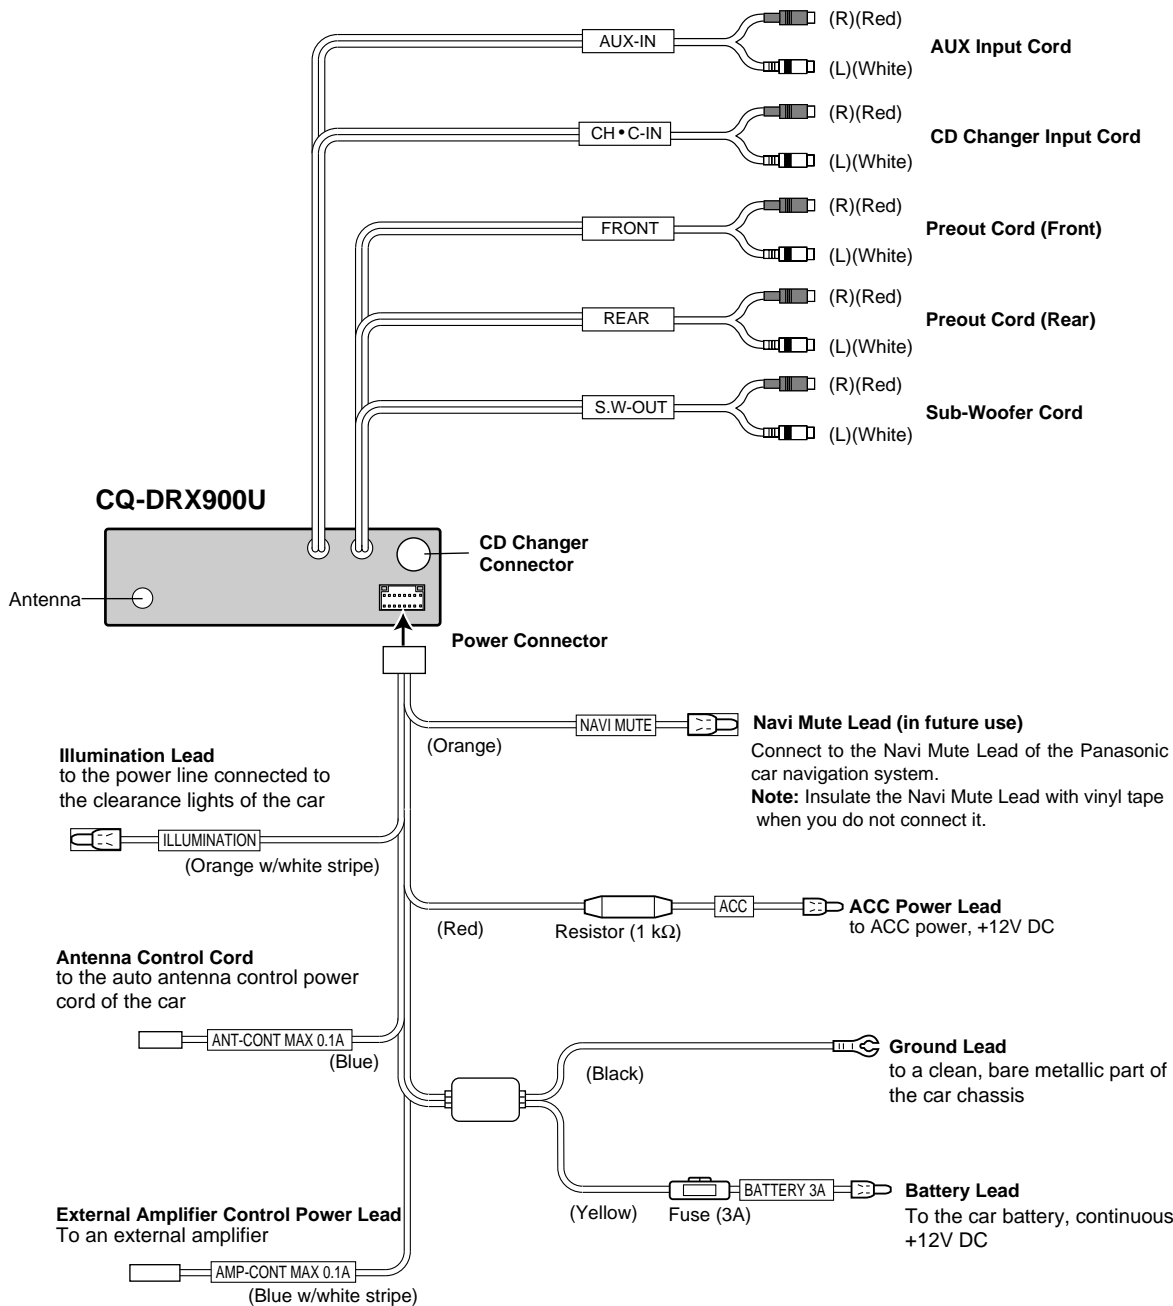 AUX-IN
(R)(Red)
(L)(White)
AUX Input Cord
CH•C-IN
(R)(Red)
(L)(White)
CD Changer Input Cord
FRONT
(R)(Red)
(L)(White)
Preout Cord (Front)
REAR
(R)(Red)
(L)(White)
Preout Cord (Rear)
S.W-OUT
(R)(Red)
(L)(White)
Sub-Woofer Cord
CQ-DRX900U
CD Changer
Connector
Antenna
Power Connector
NAVI MUTE
(Orange)
Navi Mute Lead (in future use)
Connect to the Navi Mute Lead of the Panasonic
car navigation system.
Note: Insulate the Navi Mute Lead with vinyl tape
when you do not connect it.
Illumination Lead
to the power line connected to
the clearance lights of the car
ILLUMINATION
(Orange w/white stripe)
(Red)
Resistor (1 kΩ)
ACC
ACC Power Lead
to ACC power, +12V DC
Antenna Control Cord
to the auto antenna control power
cord of the car
ANT-CONT MAX 0.1A
(Blue)
(Black)
Ground Lead
to a clean, bare metallic part of
the car chassis
(Yellow)
Fuse (3A)
BATTERY 3A
Battery Lead
To the car battery, continuous
+12V DC
External Amplifier Control Power Lead
To an external amplifier
AMP-CONT MAX 0.1A
(Blue w/white stripe)